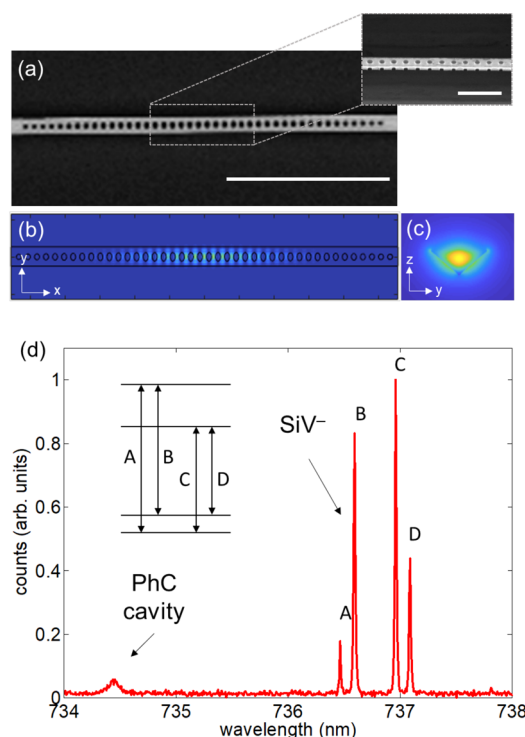 (a)
(b)
y
x
(c)
z
y
(d)
counts (arb. units)
1
0.8
0.6
0.4
0.2
0
A
B
C
D
PhC
cavity
SiV⁻
A
B
C
D
734
735
736
737
738
wavelength (nm)